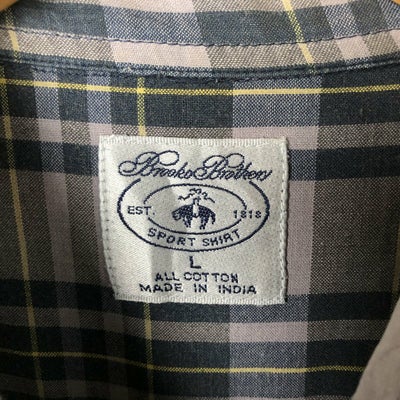 Brooks Brothers
EST. 1818
SPORT SHIRT
L
ALL COTTON
MADE IN INDIA